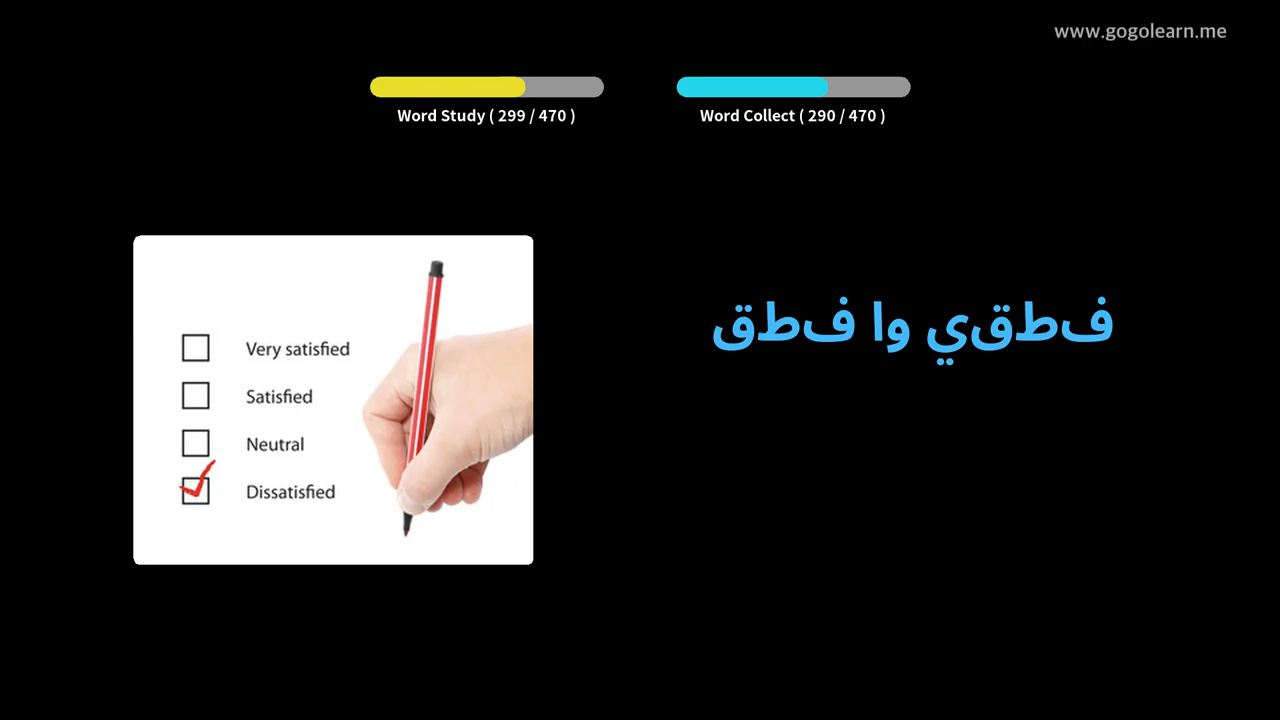 www.gogolearn.me
Word Study ( 299 / 470 )
Word Collect ( 290 / 470 )
فطقي وا فطق
Very satisfied
Satisfied
Neutral
Dissatisfied